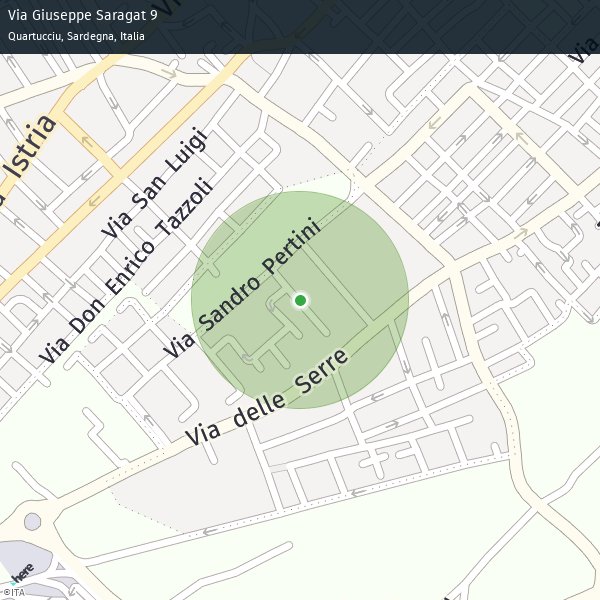 Via Giuseppe Saragat 9
Quartucciu, Sardegna, Italia
Istria
Via San Luigi
Via Don Enrico Tazzoli
Via Sandro Pertini
Via delle Serre
here
©ITA